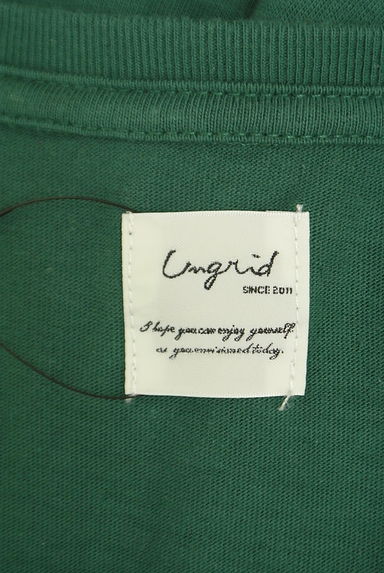 Ungrid
SINCE 2011
I hope you can enjoy yourself
as you envisioned today.